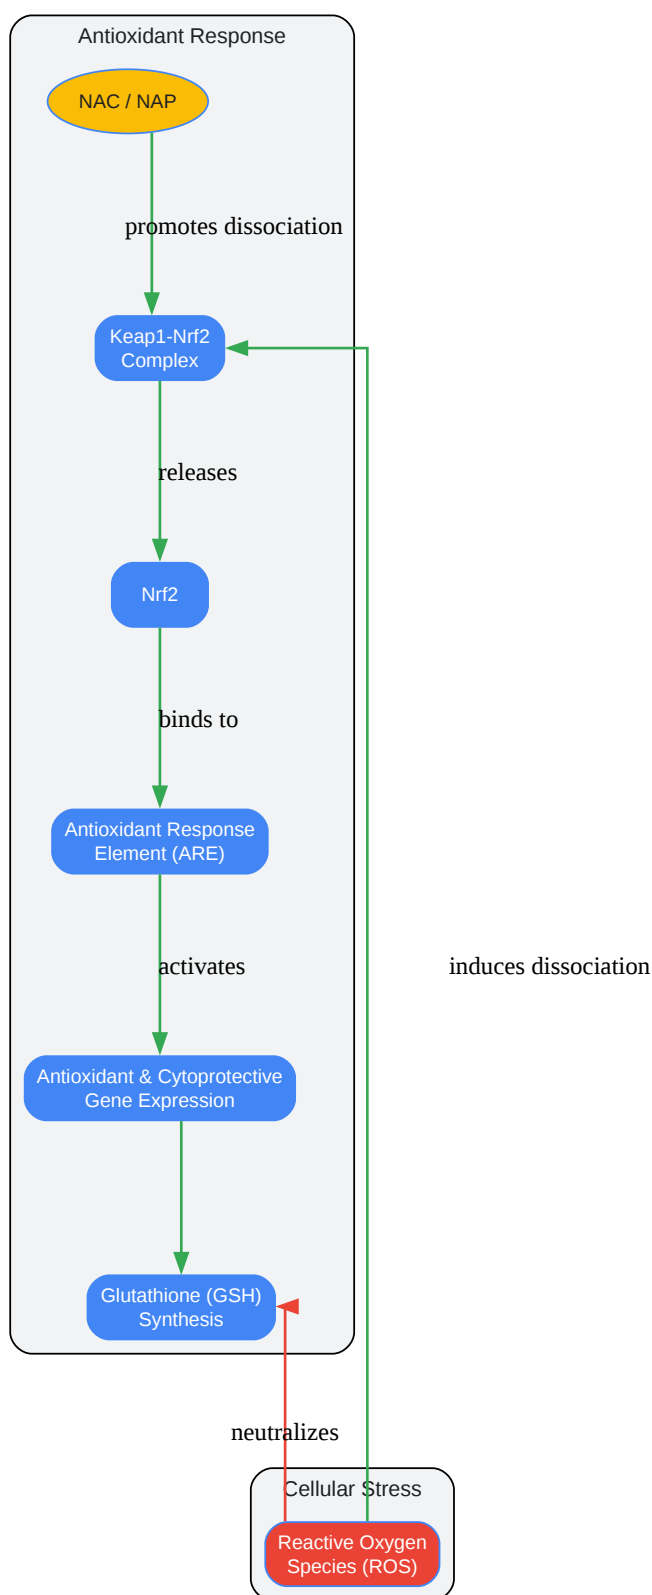 Antioxidant Response
NAC / NAP
promotes dissociation
Keap1-Nrf2
Complex
releases
Nrf2
binds to
Antioxidant Response
Element (ARE)
activates
induces dissociation
Antioxidant & Cytoprotective
Gene Expression
Glutathione (GSH)
Synthesis
neutralizes
Cellular Stress
Reactive Oxygen
Species (ROS)